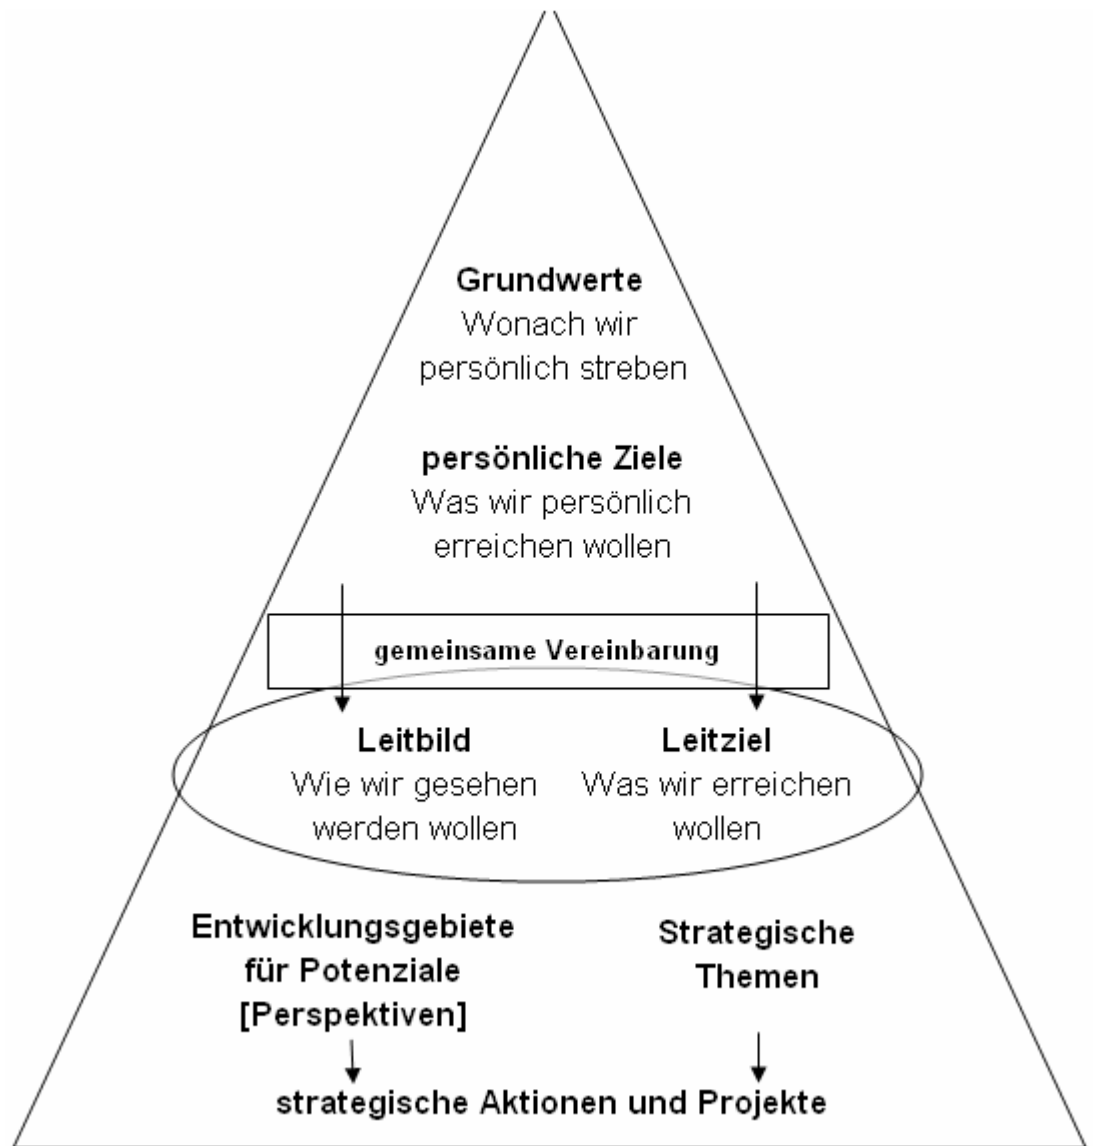 Grundwerte
Wonach wir
persönlich streben
persönliche Ziele
Was wir persönlich
erreichen wollen
gemeinsame Vereinbarung
Leitbild
Wie wir gesehen
werden wollen
Leitziel
Was wir erreichen
wollen
Entwicklungsgebiete
für Potenziale
[Perspektiven]
Strategische
Themen
strategische Aktionen und Projekte